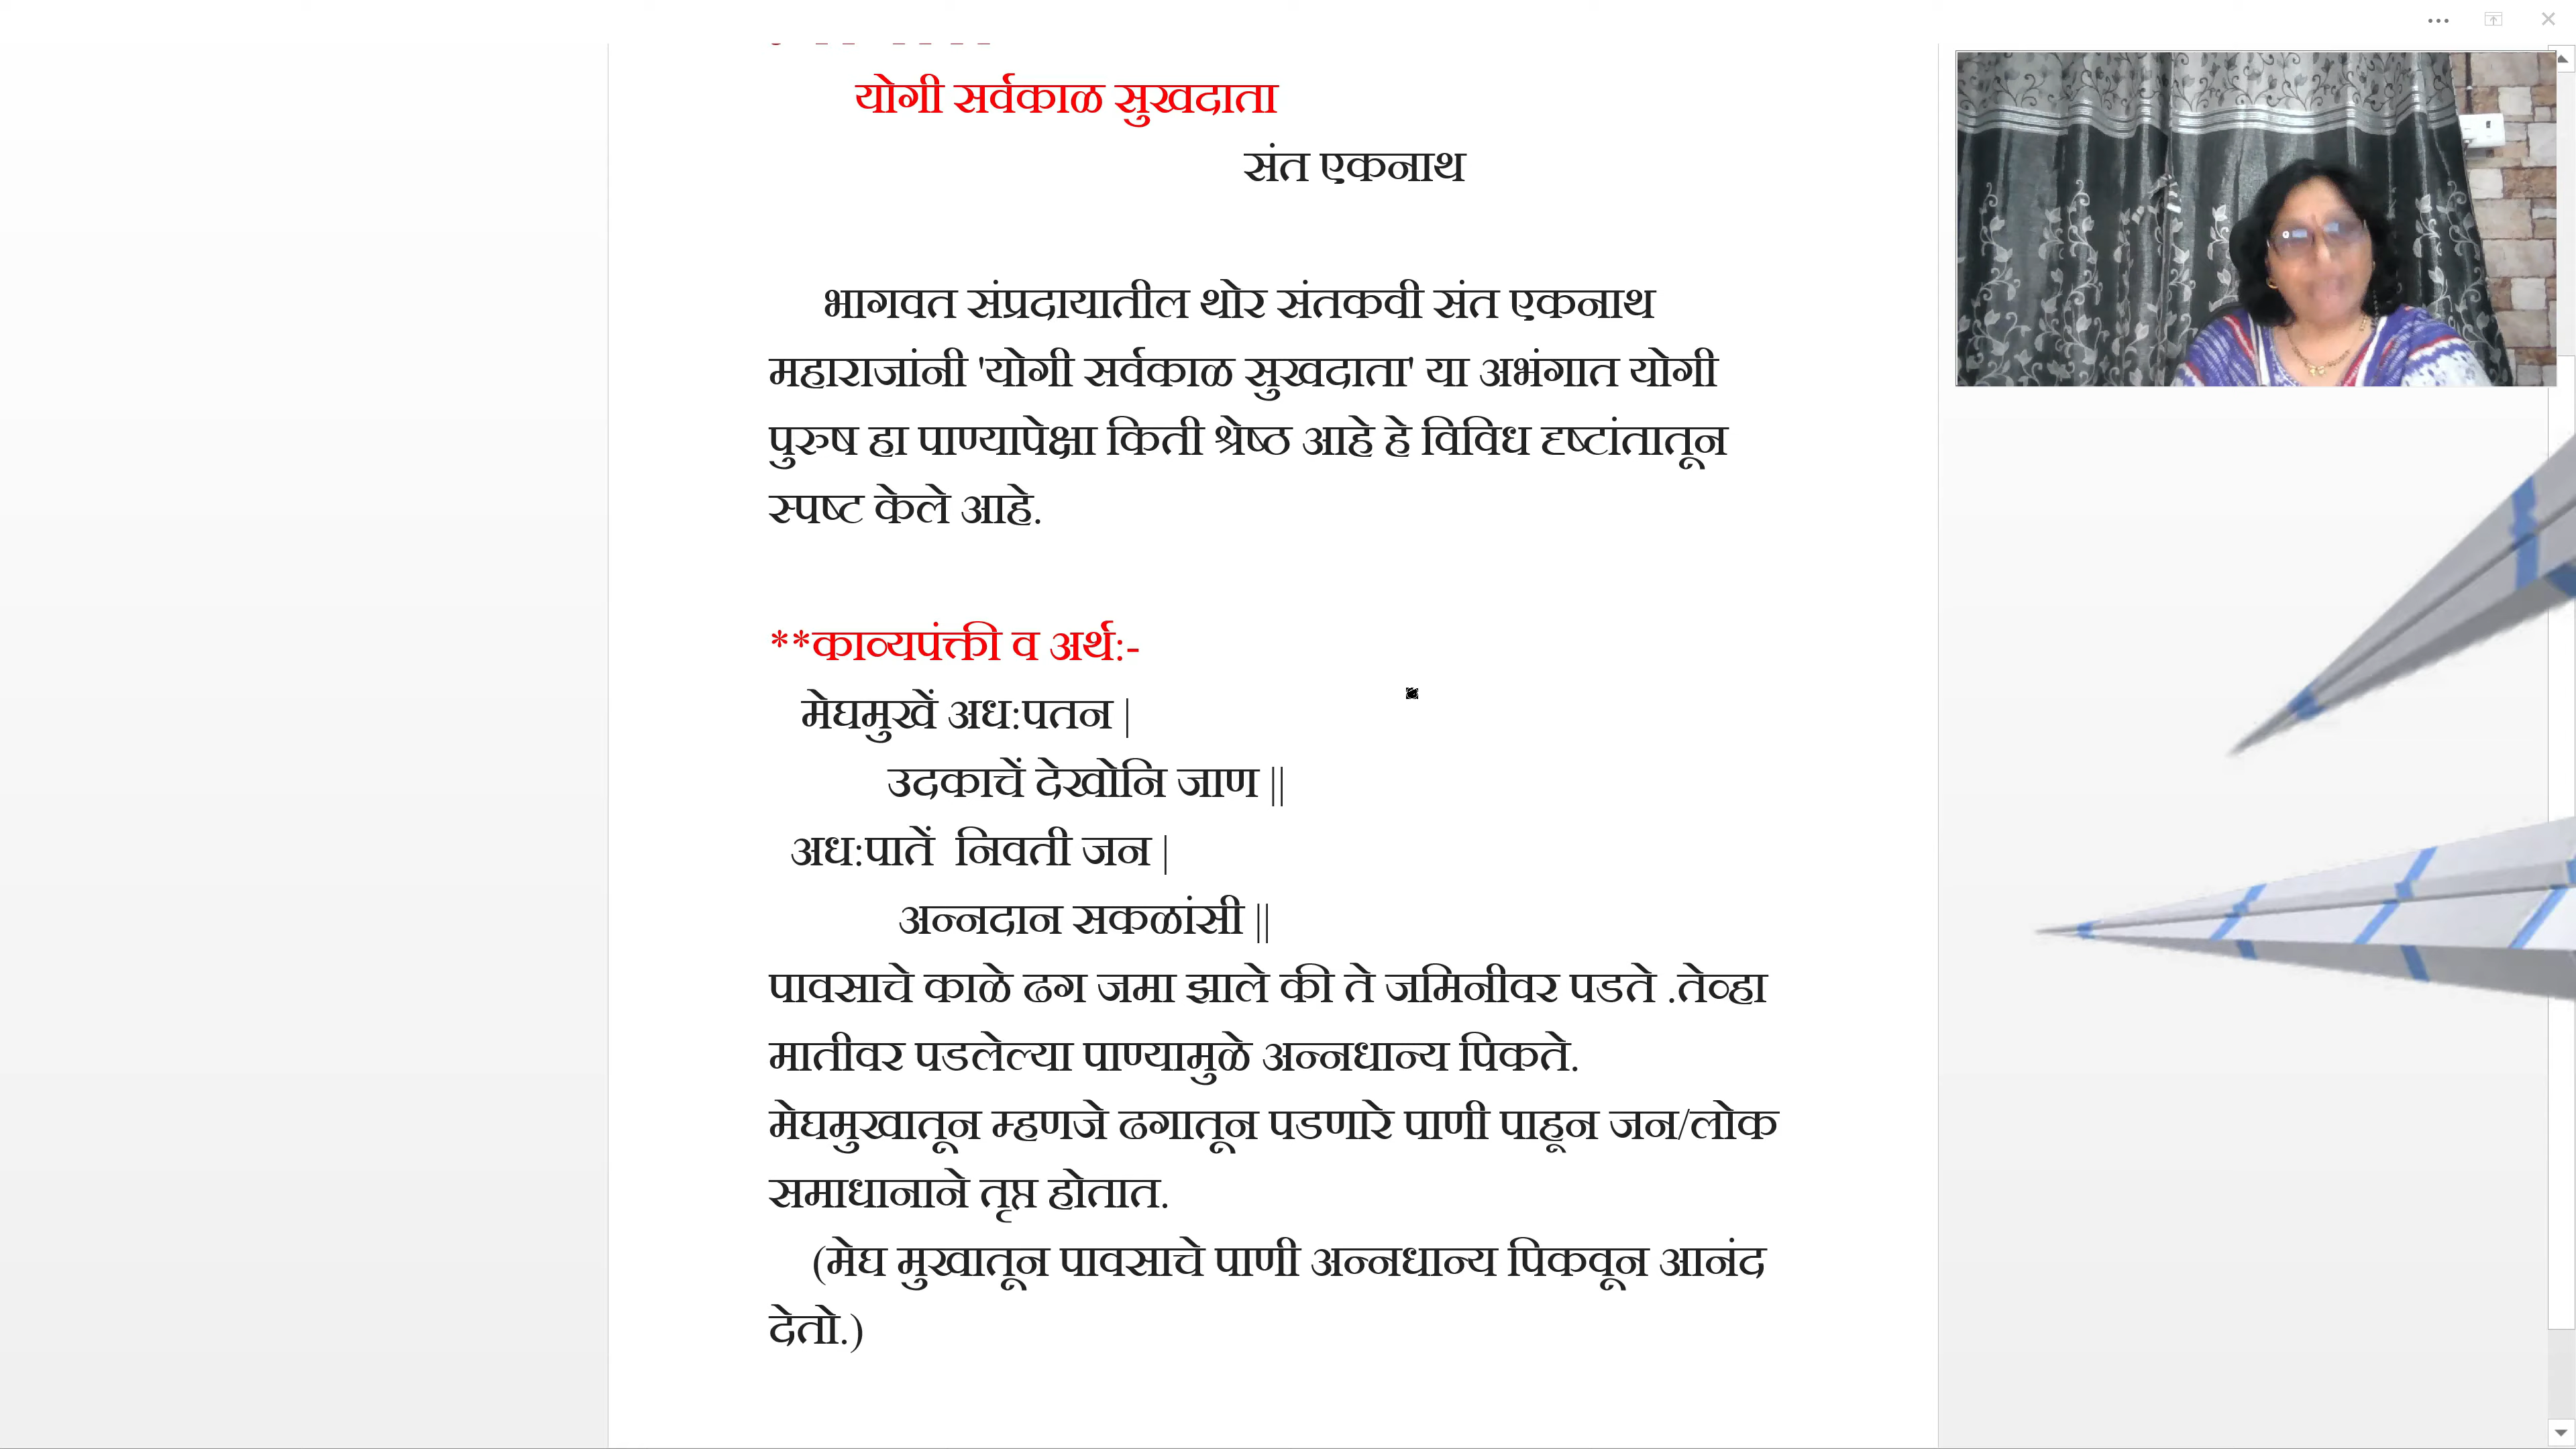 योगी सर्वकाळ सुखदाता
संत एकनाथ
भागवत संप्रदायातील थोर संतकवी संत एकनाथ
महाराजांनी 'योगी सर्वकाळ सुखदाता' या अभंगात योगी
पुरुष हा पाण्यापेक्षा किती श्रेष्ठ आहे हे विविध दृष्टांतातून
स्पष्ट केले आहे.
**काव्यपंक्ती व अर्थ:-
मेघमुखें अध:पतन |
उदकाचें देखोनि जाण ||
अध:पातें निवती जन |
अन्नदान सकळांसी ||
पावसाचे काळे ढग जमा झाले की ते जमिनीवर पडते .तेव्हा
मातीवर पडलेल्या पाण्यामुळे अन्नधान्य पिकते.
मेघमुखातून म्हणजे ढगातून पडणारे पाणी पाहून जन/लोक
समाधानाने तृप्त होतात.
(मेघ मुखातून पावसाचे पाणी अन्नधान्य पिकवून आनंद
देतो.)